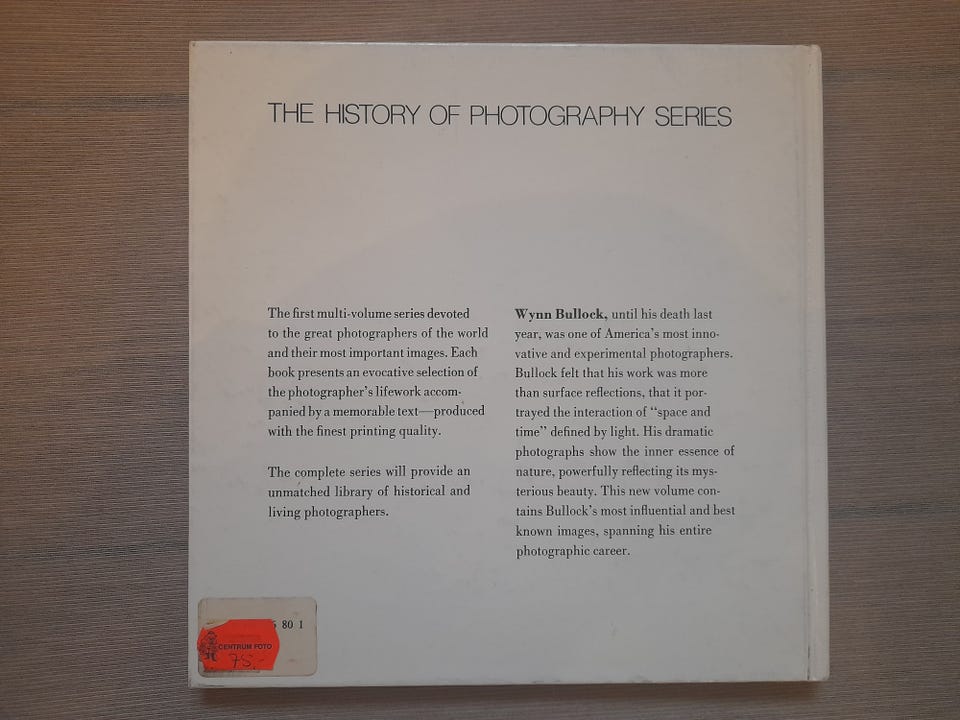 THE HISTORY OF PHOTOGRAPHY SERIES
The first multi-volume series devoted
to the great photographers of the world
and their most important images. Each
book presents an evocative selection of
the photographer's lifework accom-
panied by a memorable text—produced
with the finest printing quality.
The complete series will provide an
unmatched library of historical and
living photographers.
Wynn Bullock, until his death last
year, was one of America's most inno-
vative and experimental photographers.
Bullock felt that his work was more
than surface reflections, that it por-
trayed the interaction of "space and
time" defined by light. His dramatic
photographs show the inner essence of
nature, powerfully reflecting its mys-
terious beauty. This new volume con-
tains Bullock's most influential and best
known images, spanning his entire
photographic career.
80 1
CENTRUM FOTO
75,-